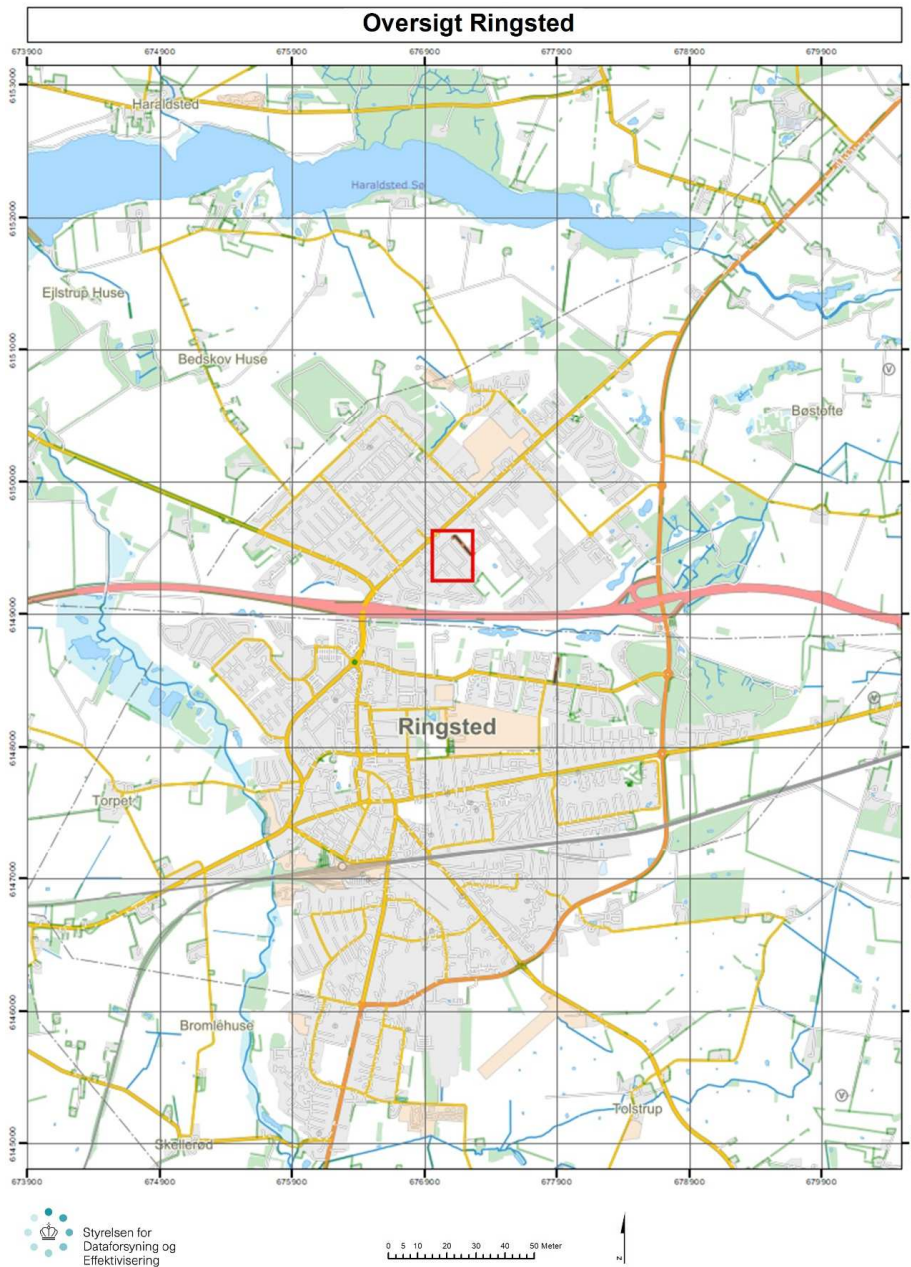 Oversigt Ringsted
673900 674900 675900 676900 677900 678900 679900
6153000
Haraldsted
Haraldsted Sø
6152000
Ejlstrup Huse
6151000
Bedskov Huse
Bøstofte
6150000
6149000
Ringsted
6148000
Torpet
6147000
6146000
Bromlehuse
Tolstrup
6145000
Skellerød
673900 674900 675900 676900 677900 678900 679900
Styrelsen for
Dataforsyning og
Effektivisering
0 5 10 20 30 40 50 Meter
N